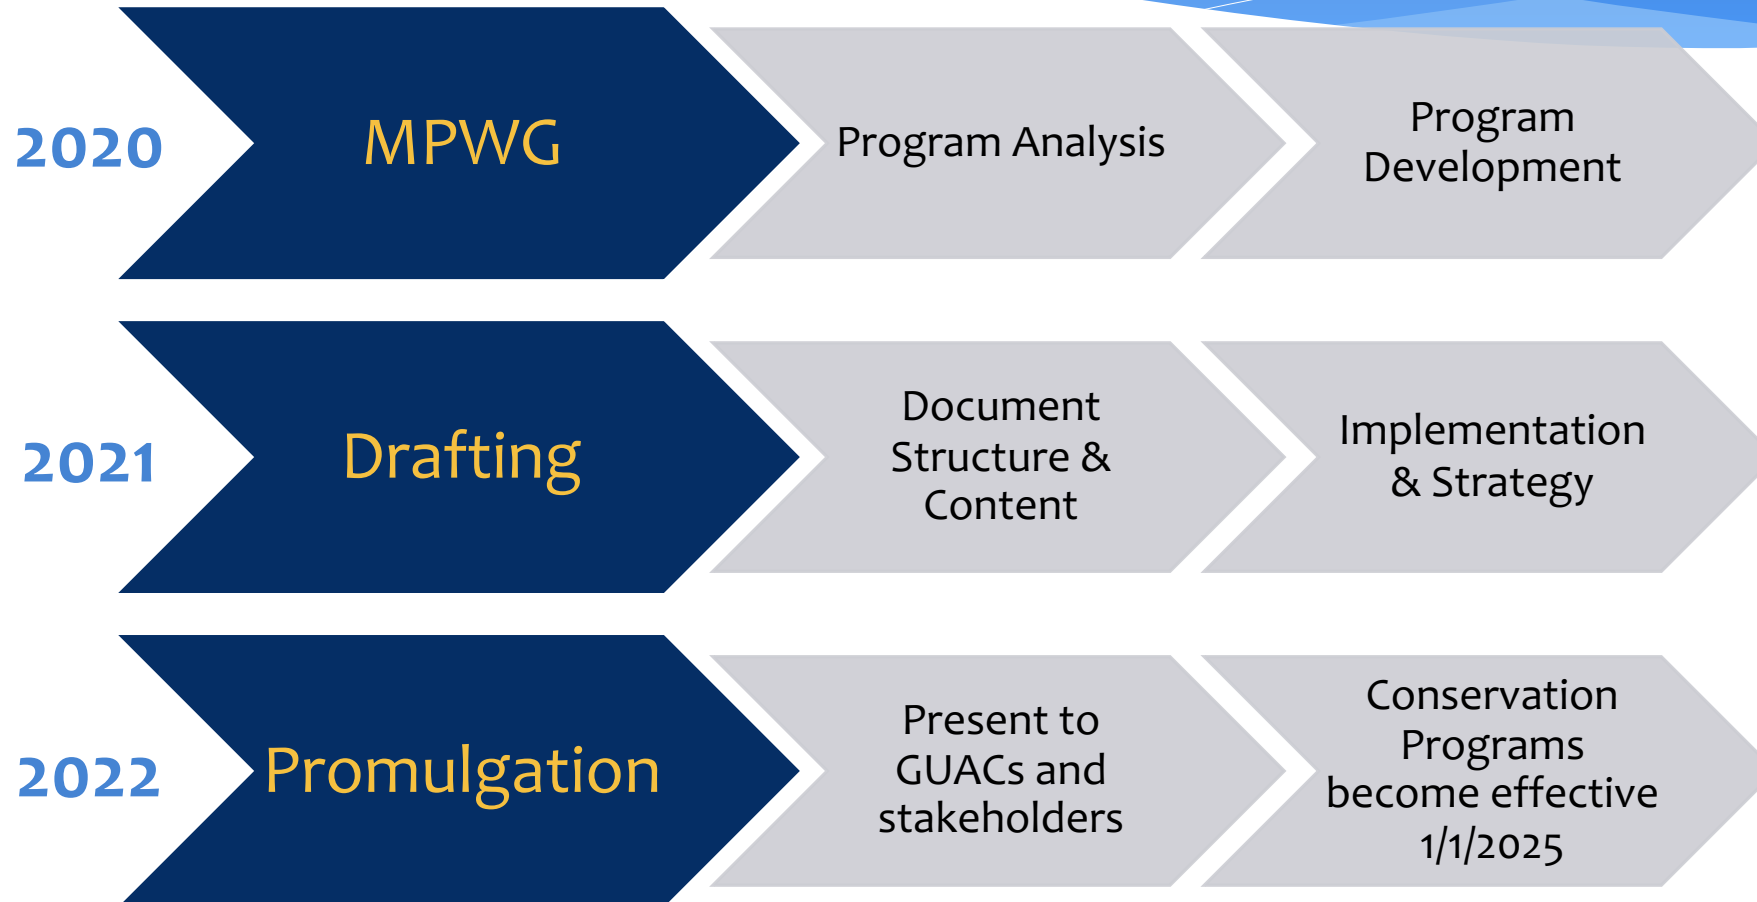 2020
MPWG
Program Analysis
Program
Development
2021
Drafting
Document
Structure &
Content
Implementation
& Strategy
2022
Promulgation
Present to
GUACs and
stakeholders
Conservation
Programs
become effective
1/1/2025